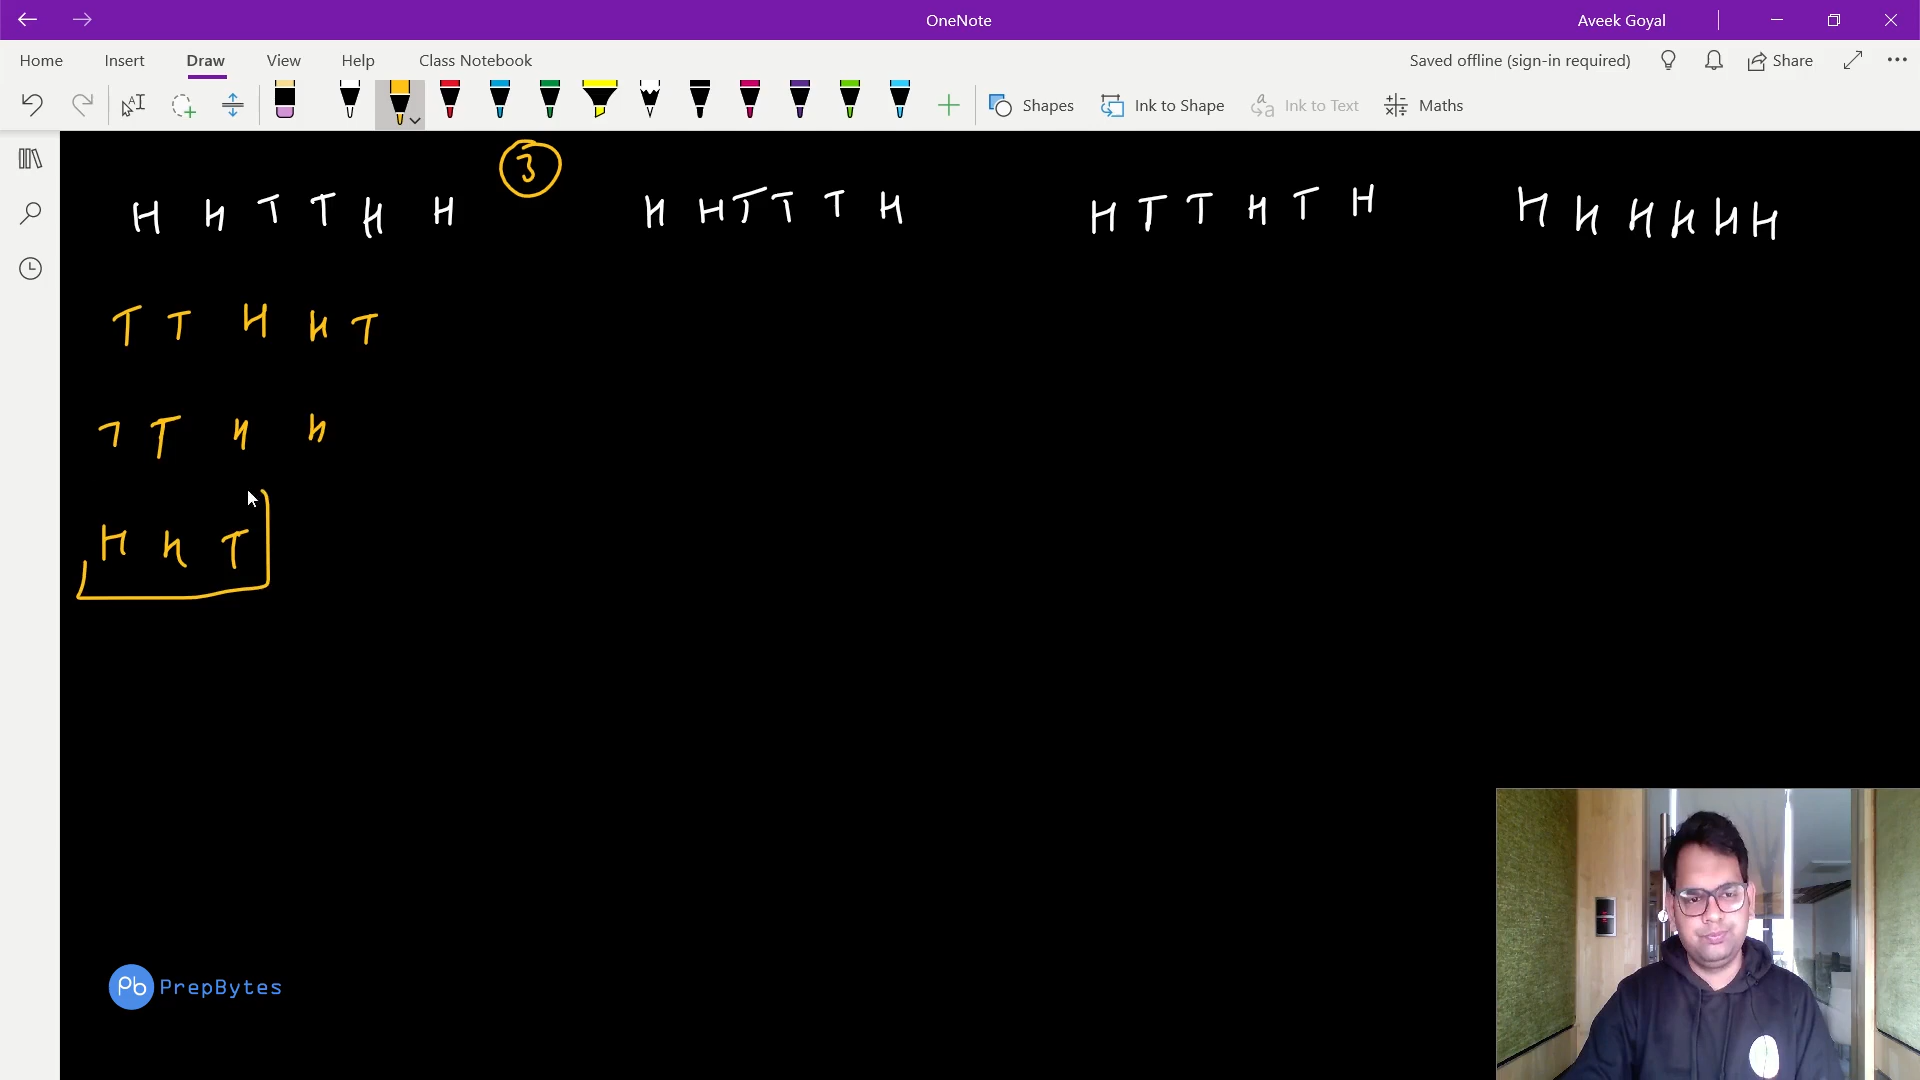 OneNote
Aveek Goyal
Home Insert Draw View Help Class Notebook
Saved offline (sign-in required) Share
Shapes Ink to Shape Ink to Text Maths
3
H H T T H H
H H T T T H
H T T H T H
H H H H H H
T T H H T
T T H H
H H T
Pb PrepBytes